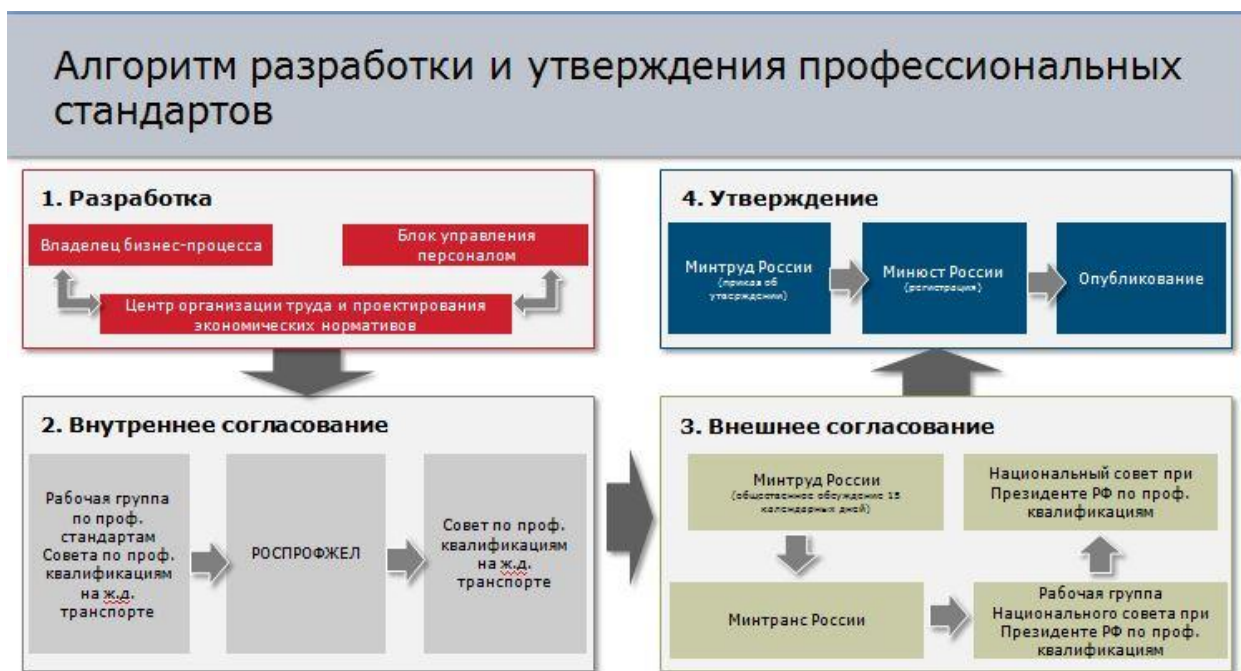 Алгоритм разработки и утверждения профессиональных
стандартов
1. Разработка
Владелец бизнес-процесса
Блок управления
персоналом
Центр организации труда и проектирования
экономических нормативов
2. Внутреннее согласование
Рабочая группа
по проф.
стандартам
Совета по проф.
квалификациям
на ж.д.
транспорте
РОСПРОФЖЕЛ
Совет по проф.
квалификациям
на ж.д.
транспорте
3. Внешнее согласование
Минтруд России
(общественное обсуждение 15
календарных дней)
Минтранс России
Рабочая группа
Национального совета при
Президенте РФ по проф.
квалификациям
Национальный совет при
Президенте РФ по проф.
квалификациям
4. Утверждение
Минтруд России
(приказ об
утверждении)
Минюст России
(регистрация)
Опубликование